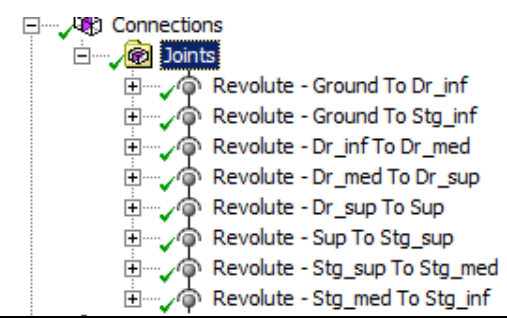 Connections
Joints
Revolute - Ground To Dr_inf
Revolute - Ground To Stg_inf
Revolute - Dr_inf To Dr_med
Revolute - Dr_med To Dr_sup
Revolute - Dr_sup To Sup
Revolute - Sup To Stg_sup
Revolute - Stg_sup To Stg_med
Revolute - Stg_med To Stg_inf